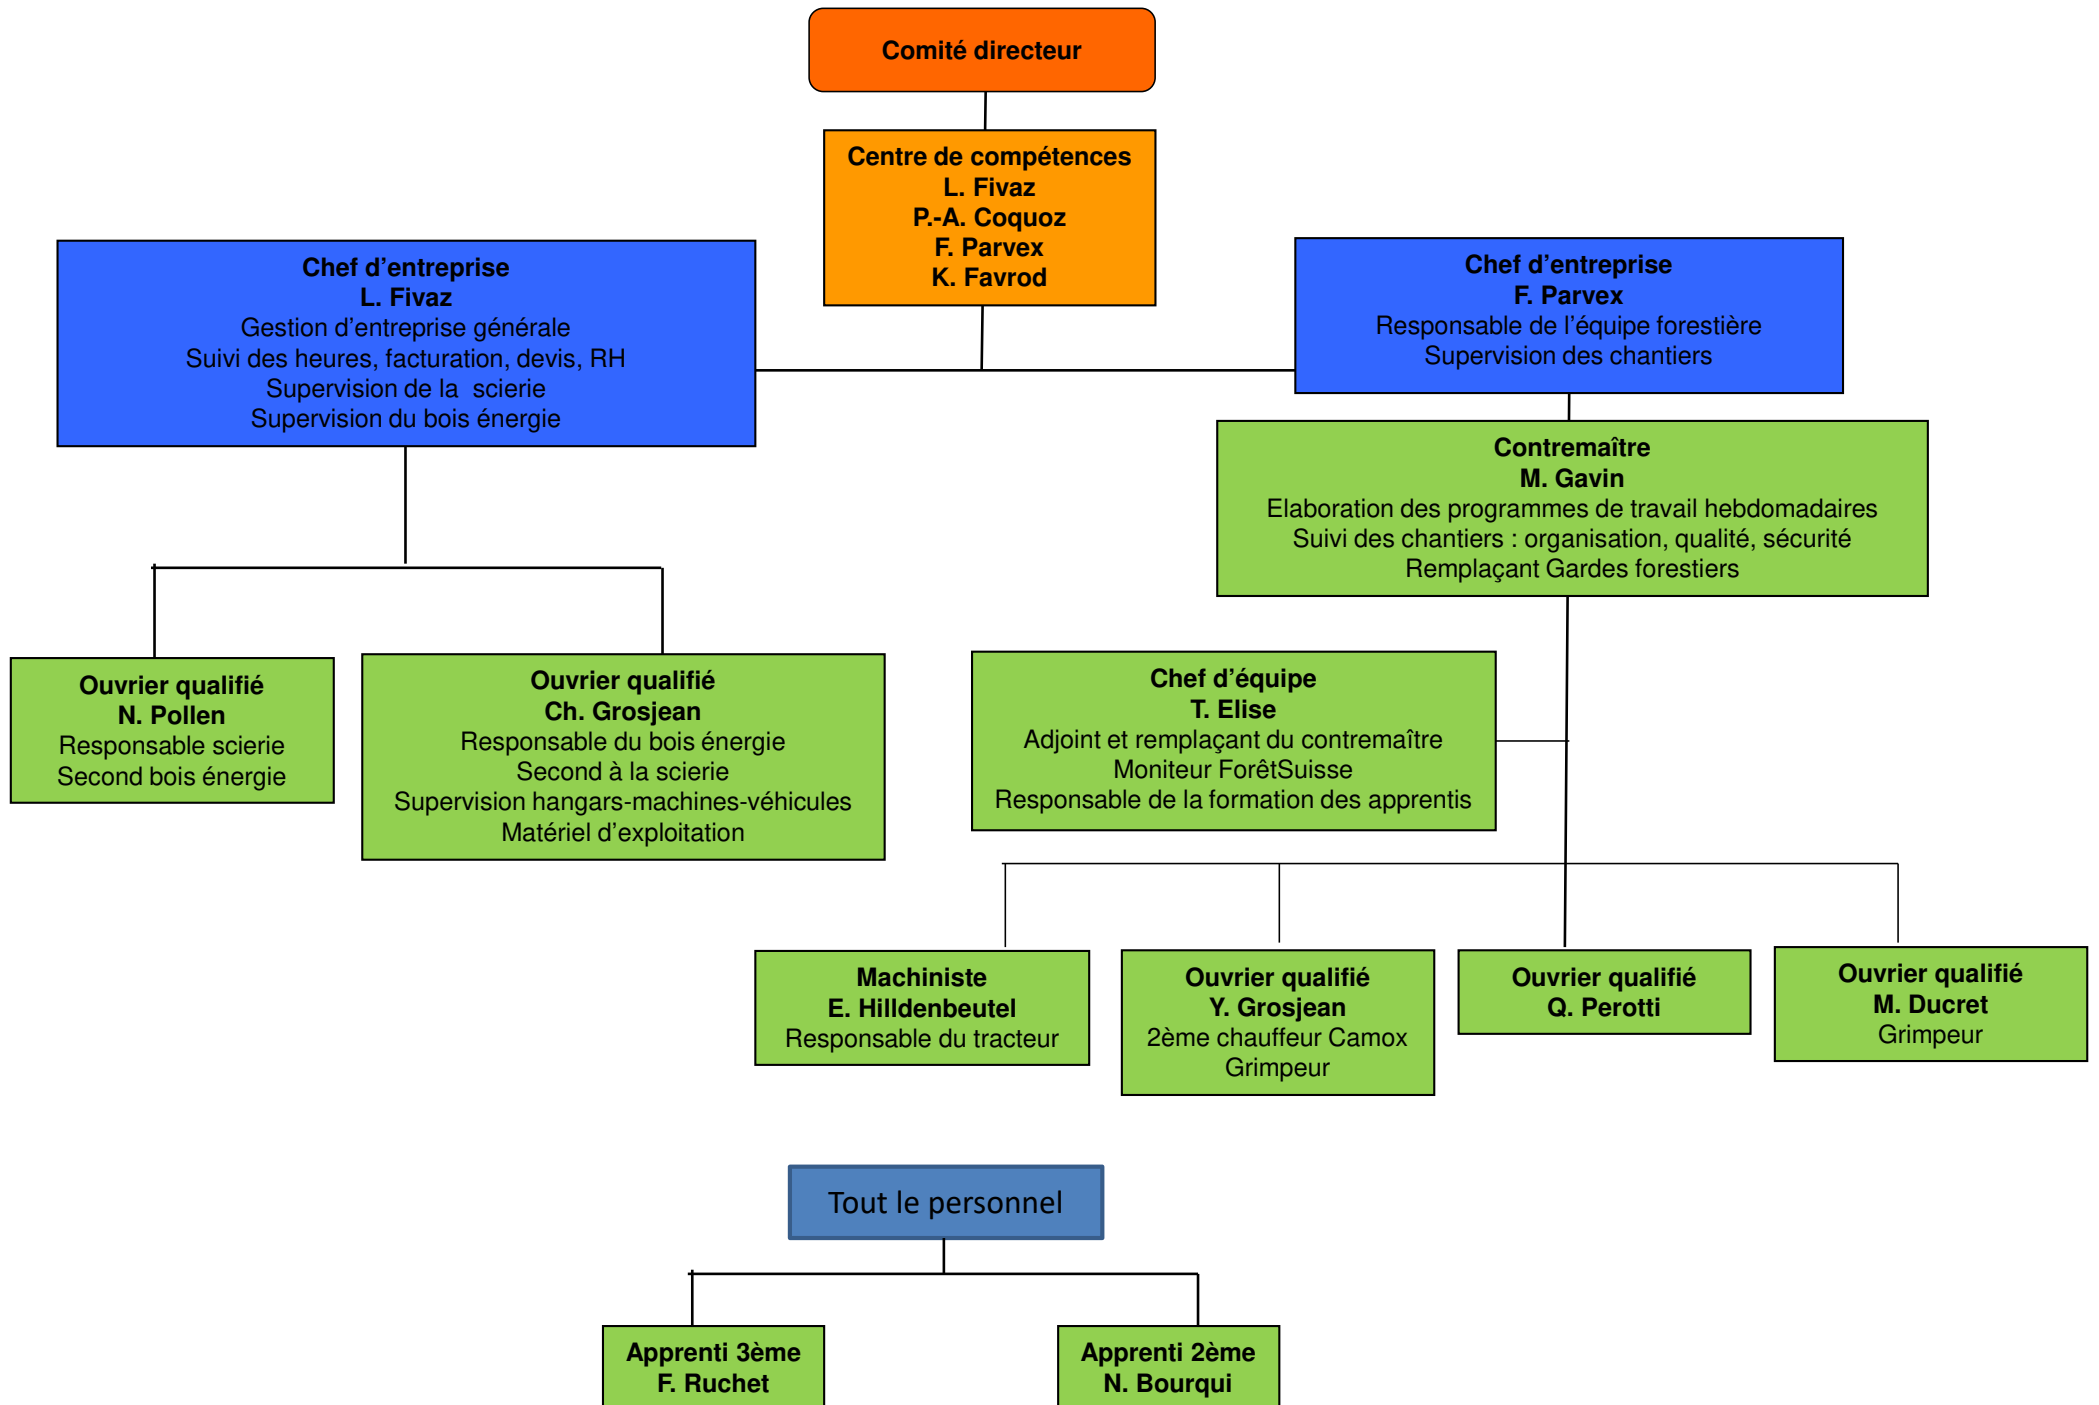 Comité directeur
Centre de compétences
L. Fivaz
P.-A. Coquoz
F. Parvex
K. Favrod
Chef d’entreprise
L. Fivaz
Gestion d’entreprise générale
Suivi des heures, facturation, devis, RH
Supervision de la scierie
Supervision du bois énergie
Chef d’entreprise
F. Parvex
Responsable de l’équipe forestière
Supervision des chantiers
Contremaître
M. Gavin
Elaboration des programmes de travail hebdomadaires
Suivi des chantiers : organisation, qualité, sécurité
Remplaçant Gardes forestiers
Ouvrier qualifié
N. Pollen
Responsable scierie
Second bois énergie
Ouvrier qualifié
Ch. Grosjean
Responsable du bois énergie
Second à la scierie
Supervision hangars-machines-véhicules
Matériel d’exploitation
Chef d’équipe
T. Elise
Adjoint et remplaçant du contremaître
Moniteur ForêtSuisse
Responsable de la formation des apprentis
Machiniste
E. Hilldenbeutel
Responsable du tracteur
Ouvrier qualifié
Y. Grosjean
2ème chauffeur Camox
Grimpeur
Ouvrier qualifié
Q. Perotti
Ouvrier qualifié
M. Ducret
Grimpeur
Tout le personnel
Apprenti 3ème
F. Ruchet
Apprenti 2ème
N. Bourqui